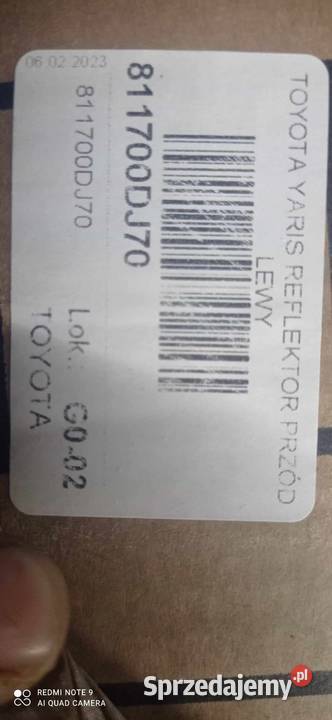 TOYOTA YARIS REFLEKTOR PRZÓD
LEWY
811700DJ70
811700DJ70
Lok.: G0-02
06.02.2023
TOYOTA
REDMI NOTE 9
AI QUAD CAMERA
Sprzedajemy.pl